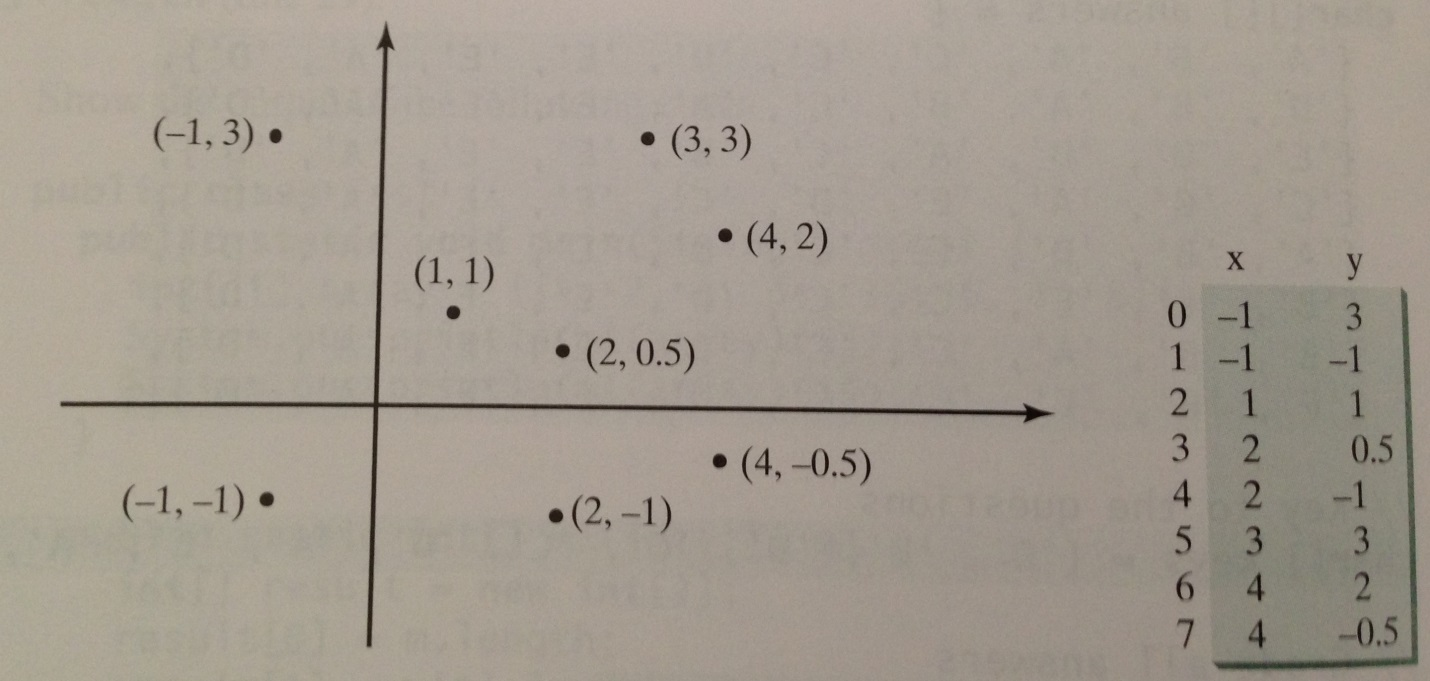 (–1, 3)
(3, 3)
(4, 2)
(1, 1)
(2, 0.5)
(4, –0.5)
(–1, –1)
(2, –1)
x y
0 –1 3
1 –1 –1
2 1 1
3 2 0.5
4 2 –1
5 3 3
6 4 2
7 4 –0.5